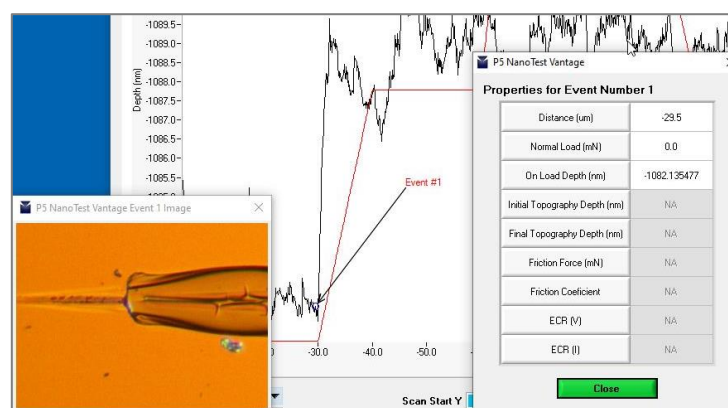 -1089.5-
-1089.0-
-1088.5-
-1088.0-
-1087.5-
-1087.0-
-1086.5-
-1086.0-
-1085.5-
Depth (nm)
Event #1
-30.0
-40.0
-50.0
Scan Start Y
P5 NanoTest Vantage Event 1 Image
P5 NanoTest Vantage
Properties for Event Number 1
Distance (um) -29.5
Normal Load (mN) 0.0
On Load Depth (nm) -1082.135477
Initial Topography Depth (nm) NA
Final Topography Depth (nm) NA
Friction Force (mN) NA
Friction Coeficient NA
ECR (V) NA
ECR (I) NA
Close